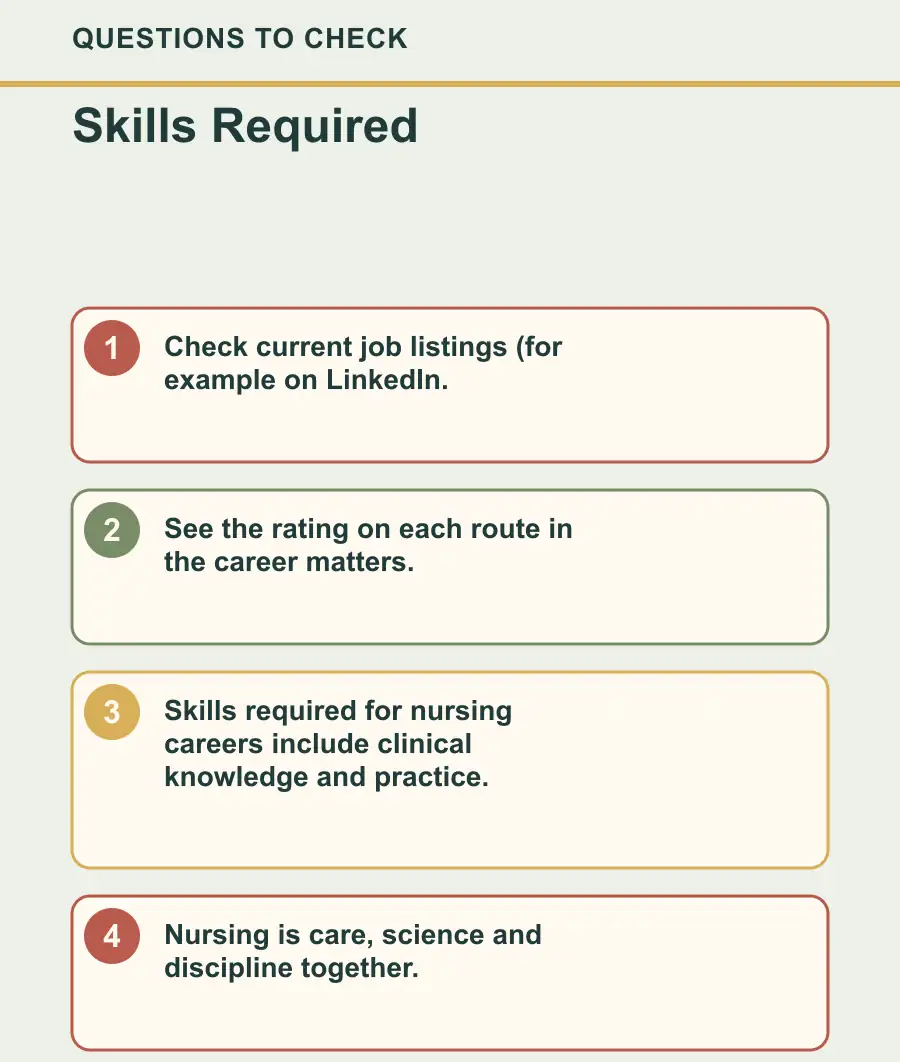 QUESTIONS TO CHECK
Skills Required
1
Check current job listings (for
example on LinkedIn.
2
See the rating on each route in
the career matters.
3
Skills required for nursing
careers include clinical
knowledge and practice.
4
Nursing is care, science and
discipline together.